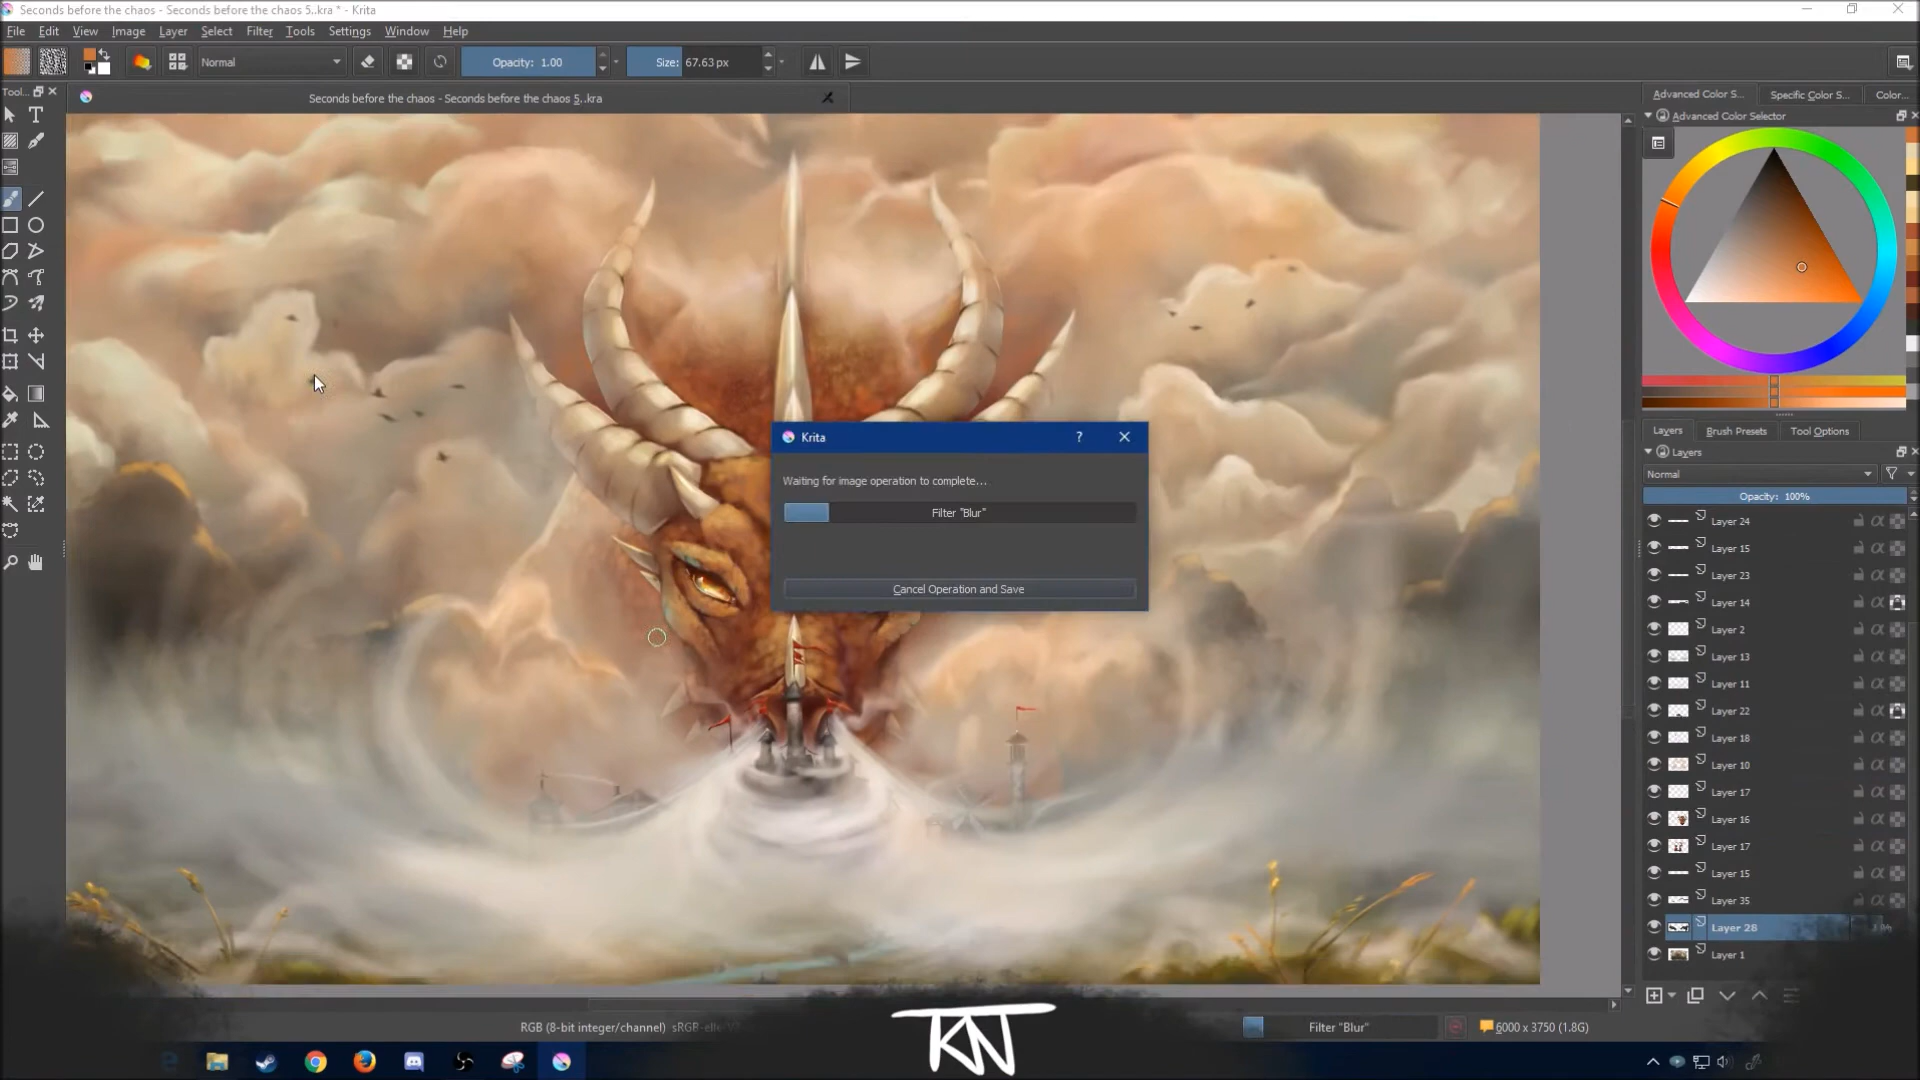 Seconds before the chaos - Seconds before the chaos 5..kra * - Krita
File Edit View Image Layer Select Filter Tools Settings Window Help
Normal
Opacity: 1.00
Size: 67.63 px
Tool...
Seconds before the chaos - Seconds before the chaos 5..kra
Advanced Color S... Specific Color S... Color...
Advanced Color Selector
Krita
Waiting for image operation to complete...
Filter "Blur"
Cancel Operation and Save
Layers Brush Presets Tool Options
Layers
Normal
Opacity: 100%
Layer 24
Layer 15
Layer 23
Layer 14
Layer 2
Layer 13
Layer 11
Layer 22
Layer 18
Layer 10
Layer 17
Layer 16
Layer 17
Layer 15
Layer 35
Layer 28
Layer 1
RGB (8-bit integer/channel)
Filter "Blur"
6000 x 3750 (1.8G)
KN